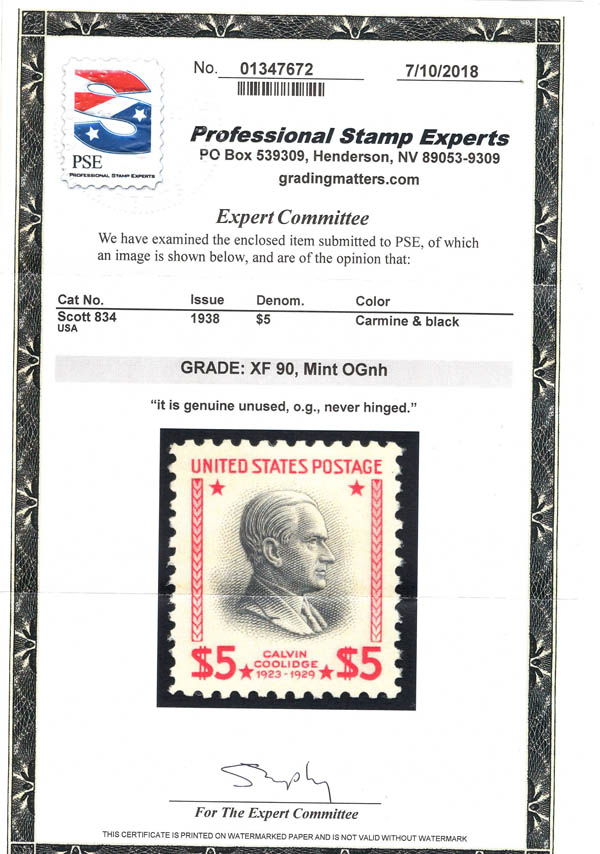 No. 01347672 7/10/2018
PSE
PROFESSIONAL STAMP EXPERTS
Professional Stamp Experts
PO Box 539309, Henderson, NV 89053-9309
gradingmatters.com
Expert Committee
We have examined the enclosed item submitted to PSE, of which
an image is shown below, and are of the opinion that:
Cat No. Issue Denom. Color
Scott 834 1938 $5 Carmine & black
USA
GRADE: XF 90, Mint OGnh
“it is genuine unused, o.g., never hinged.”
UNITED STATES POSTAGE
CALVIN
COOLIDGE
1923-1929
$5 $5
For The Expert Committee
THIS CERTIFICATE IS PRINTED ON WATERMARKED PAPER AND IS NOT VALID WITHOUT WATERMARK